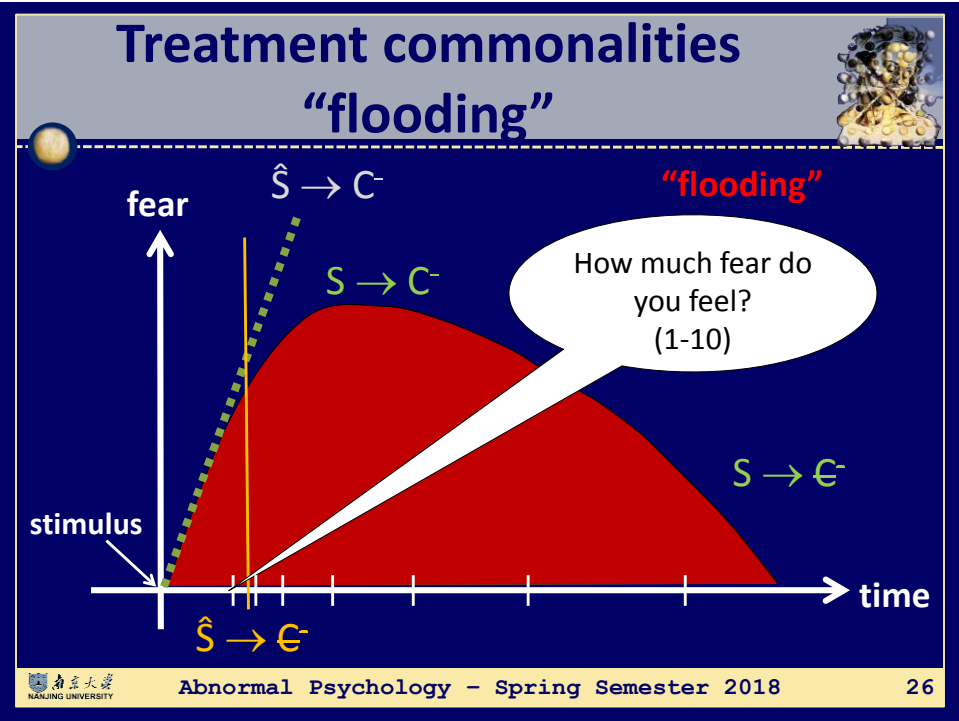 Treatment commonalities
“flooding”
Ŝ → C⁻
“flooding”
fear
How much fear do
you feel?
(1-10)
S → C⁻
S → C̶⁻
stimulus
time
Ŝ → C̶⁻
南京大学
NANJING UNIVERSITY
Abnormal Psychology – Spring Semester 2018
26